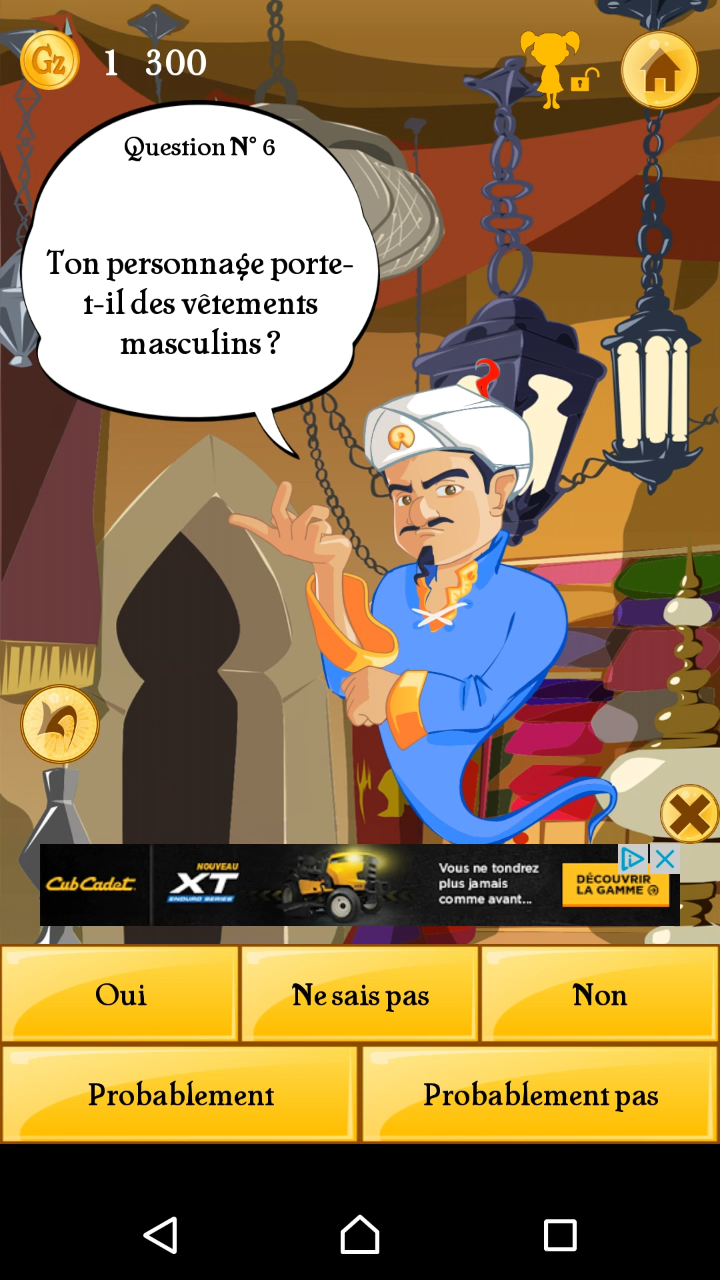 Gz 1 300
Question N° 6
Ton personnage porte-
t-il des vêtements
masculins ?
Cub Cadet
NOUVEAU
XT
ENDURO SERIES
Vous ne tondrez
plus jamais
comme avant...
DÉCOUVRIR
LA GAMME
Oui
Ne sais pas
Non
Probablement
Probablement pas